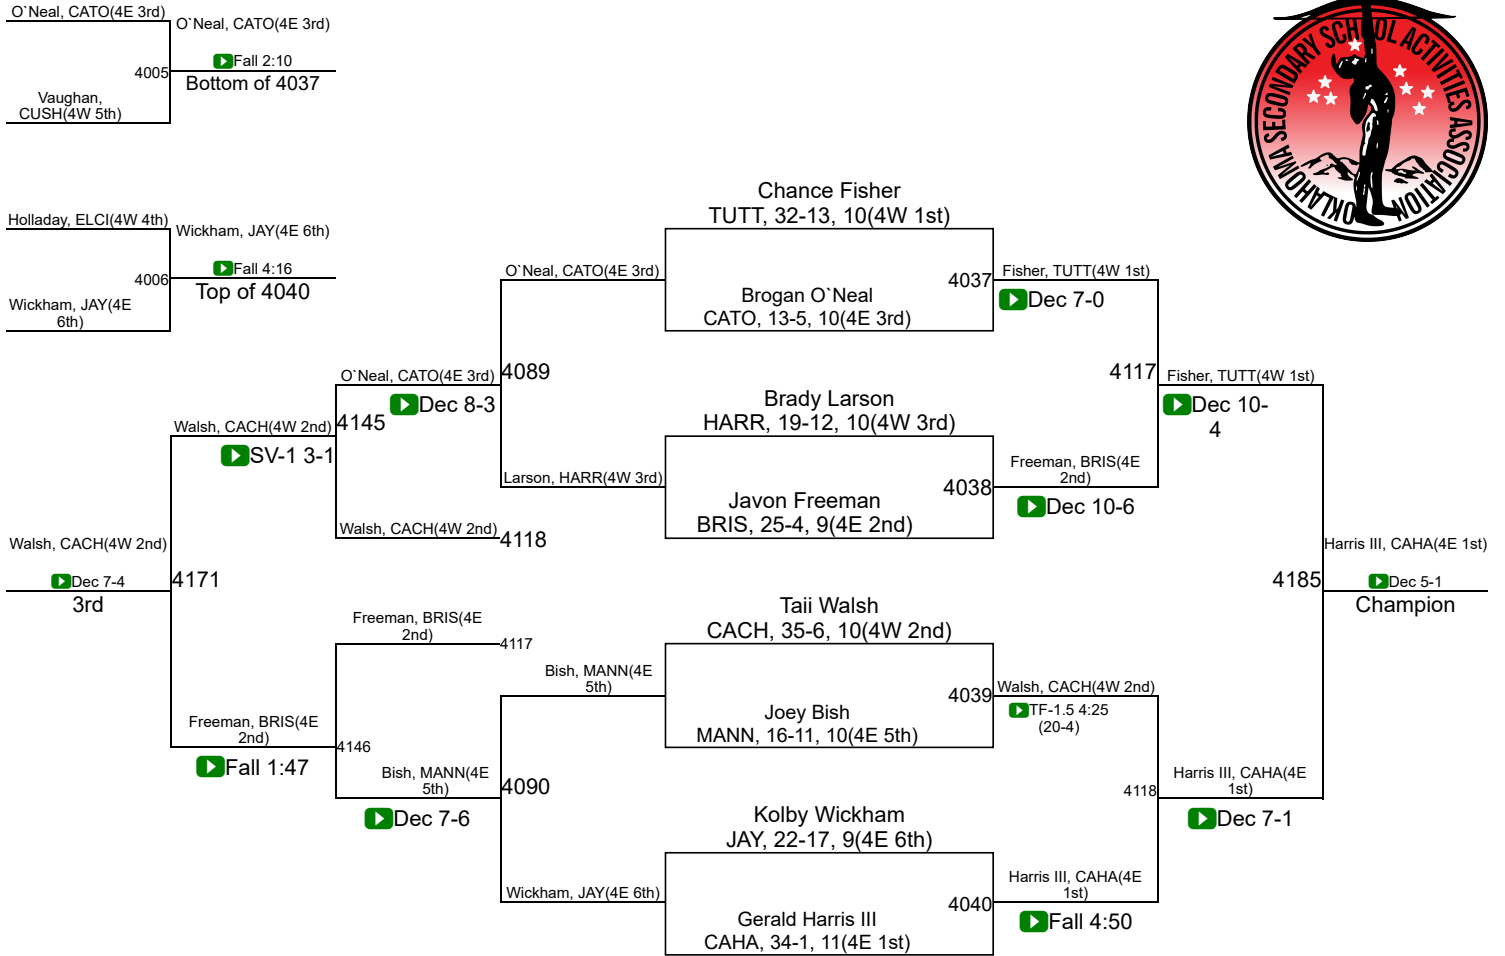 O`Neal, CATO(4E 3rd)
O`Neal, CATO(4E 3rd)
Fall 2:10
4005
Bottom of 4037
Vaughan,
CUSH(4W 5th)
OKLAHOMA SECONDARY SCHOOL ACTIVITIES ASSOCIATION
Holladay, ELCI(4W 4th)
Wickham, JAY(4E 6th)
Fall 4:16
4006
Top of 4040
Wickham, JAY(4E
6th)
Chance Fisher
TUTT, 32-13, 10(4W 1st)
O`Neal, CATO(4E 3rd)
4037
Fisher, TUTT(4W 1st)
Dec 7-0
Brogan O`Neal
CATO, 13-5, 10(4E 3rd)
O`Neal, CATO(4E 3rd)
4089
Dec 8-3
4117
Fisher, TUTT(4W 1st)
Dec 10-
4
Brady Larson
HARR, 19-12, 10(4W 3rd)
Walsh, CACH(4W 2nd)
4145
SV-1 3-1
Larson, HARR(4W 3rd)
4038
Freeman, BRIS(4E
2nd)
Dec 10-6
Javon Freeman
BRIS, 25-4, 9(4E 2nd)
Walsh, CACH(4W 2nd)
4118
Walsh, CACH(4W 2nd)
Dec 7-4
3rd
4171
4185
Harris III, CAHA(4E 1st)
Dec 5-1
Champion
Freeman, BRIS(4E
2nd)
4117
Taii Walsh
CACH, 35-6, 10(4W 2nd)
Bish, MANN(4E
5th)
4039
Walsh, CACH(4W 2nd)
TF-1.5 4:25
(20-4)
Joey Bish
MANN, 16-11, 10(4E 5th)
Freeman, BRIS(4E
2nd)
4146
Fall 1:47
Bish, MANN(4E
5th)
4090
Dec 7-6
4118
Harris III, CAHA(4E
1st)
Dec 7-1
Kolby Wickham
JAY, 22-17, 9(4E 6th)
Wickham, JAY(4E 6th)
4040
Harris III, CAHA(4E
1st)
Fall 4:50
Gerald Harris III
CAHA, 34-1, 11(4E 1st)